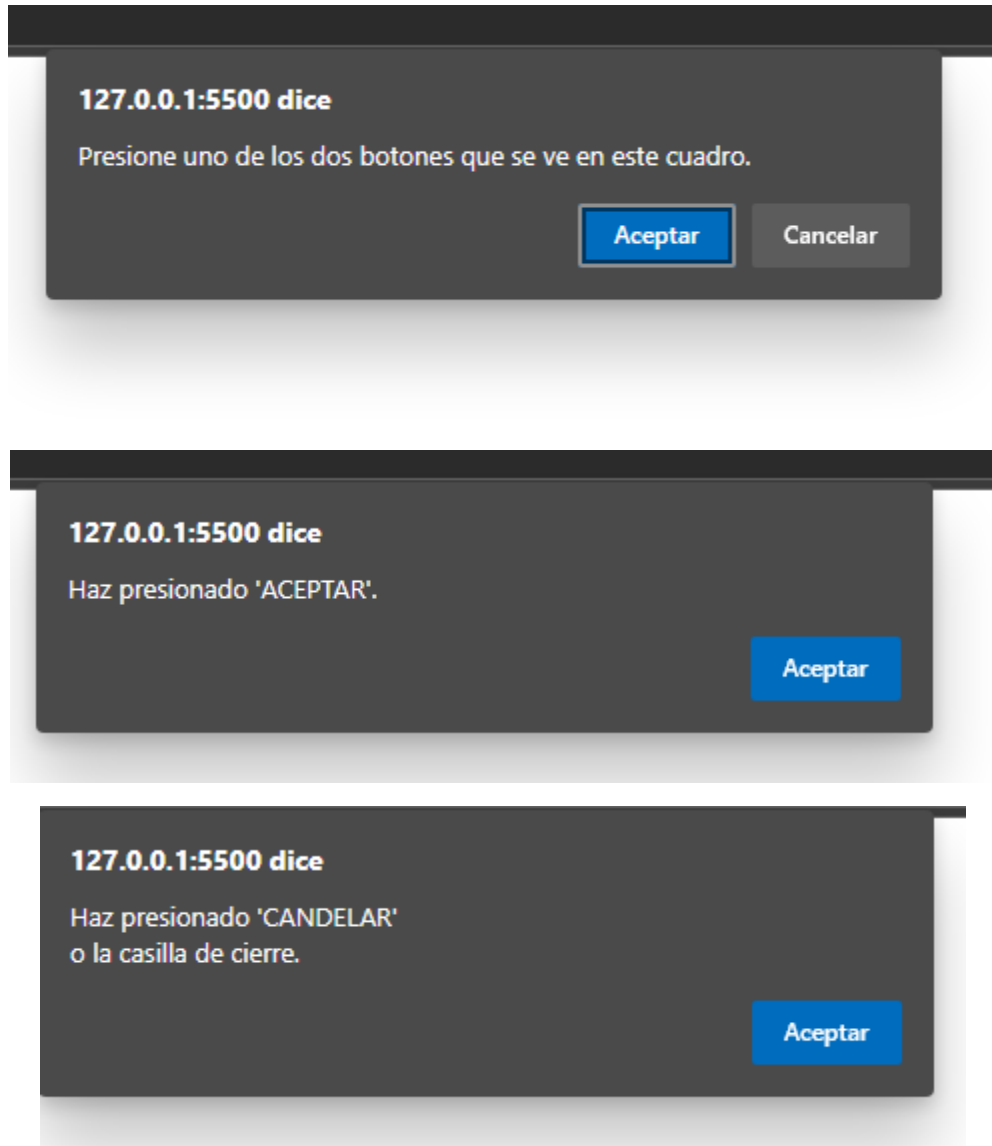 127.0.0.1:5500 dice
Presione uno de los dos botones que se ve en este cuadro.
Aceptar Cancelar
127.0.0.1:5500 dice
Haz presionado 'ACEPTAR'.
Aceptar
127.0.0.1:5500 dice
Haz presionado 'CANDELAR'
o la casilla de cierre.
Aceptar